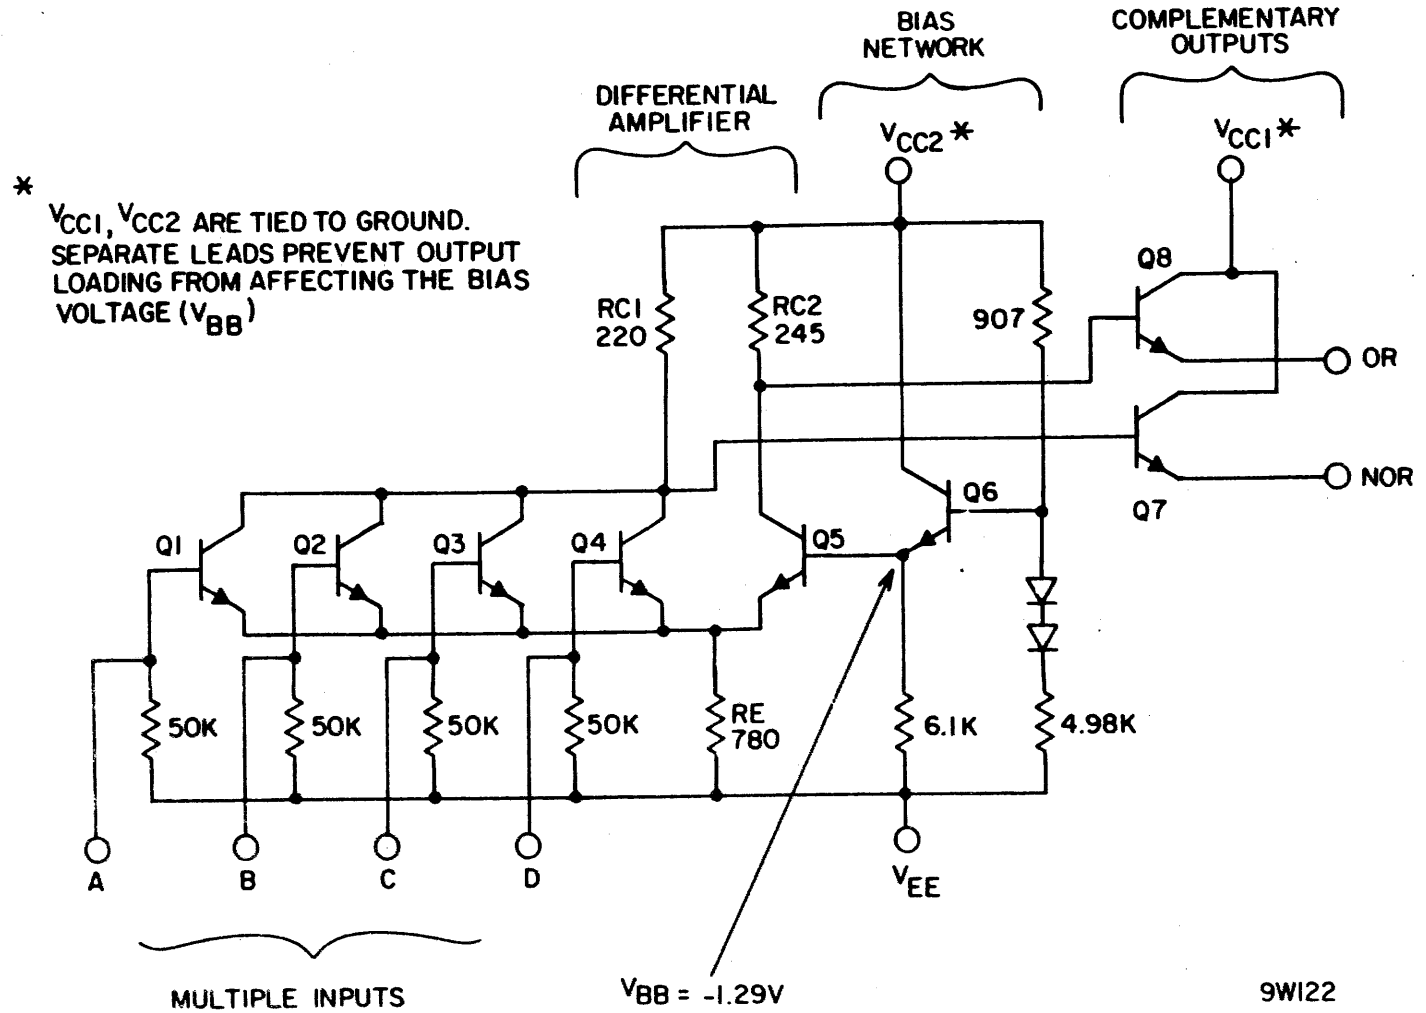 BIAS
NETWORK
COMPLEMENTARY
OUTPUTS
DIFFERENTIAL
AMPLIFIER
VCC2 *
VCC1 *
*
VCC1, VCC2 ARE TIED TO GROUND.
SEPARATE LEADS PREVENT OUTPUT
LOADING FROM AFFECTING THE BIAS
VOLTAGE (VBB)
RC1
220
RC2
245
907
Q8
OR
Q7
NOR
Q1
Q2
Q3
Q4
Q5
Q6
50K
50K
50K
50K
RE
780
6.1K
4.98K
A
B
C
D
VEE
MULTIPLE INPUTS
VBB = -1.29V
9W122